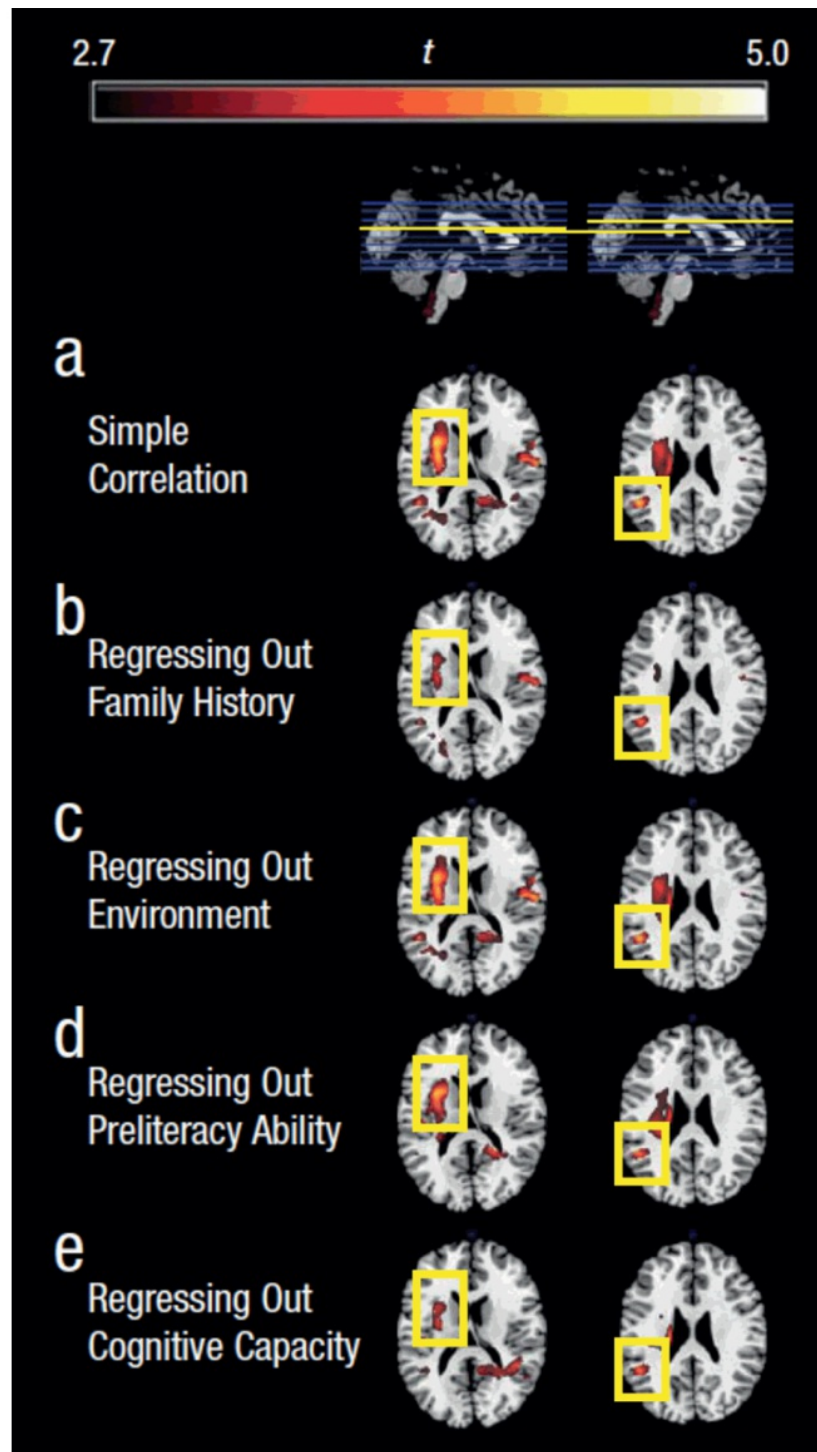 2.7 t 5.0
a
Simple
Correlation
b
Regressing Out
Family History
c
Regressing Out
Environment
d
Regressing Out
Preliteracy Ability
e
Regressing Out
Cognitive Capacity